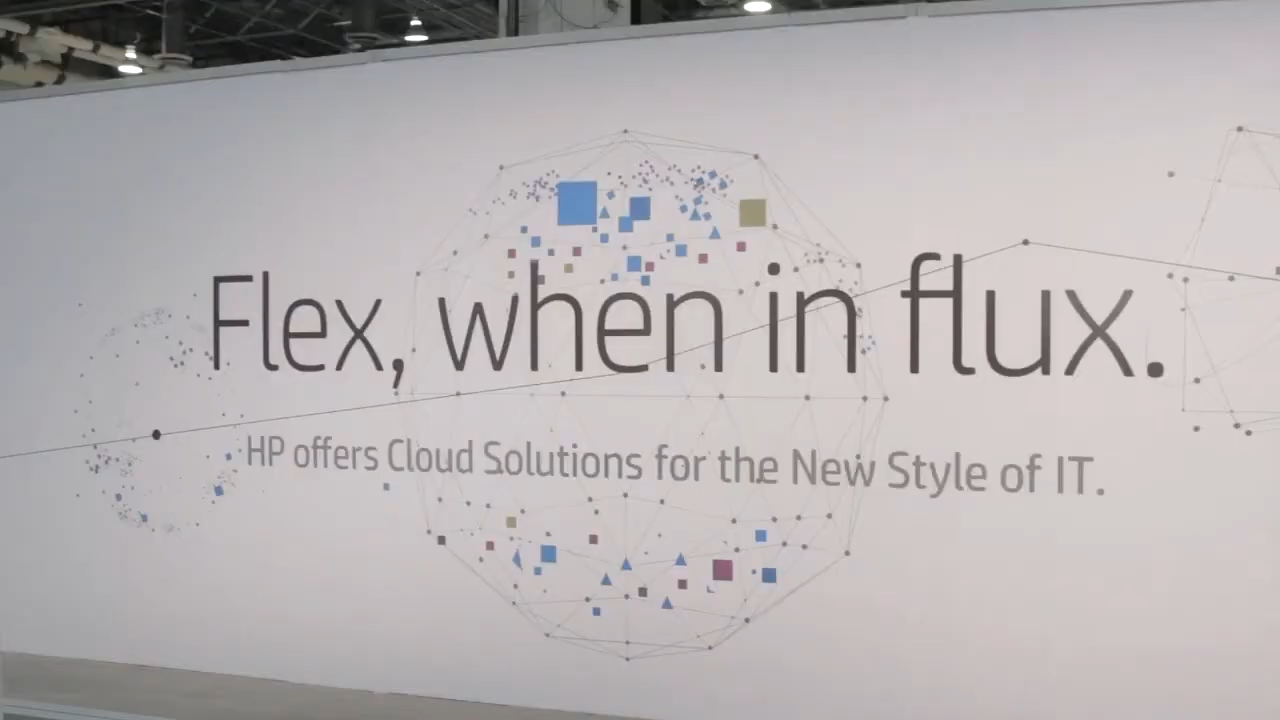 Flex, when in flux.
HP offers Cloud Solutions for the New Style of IT.